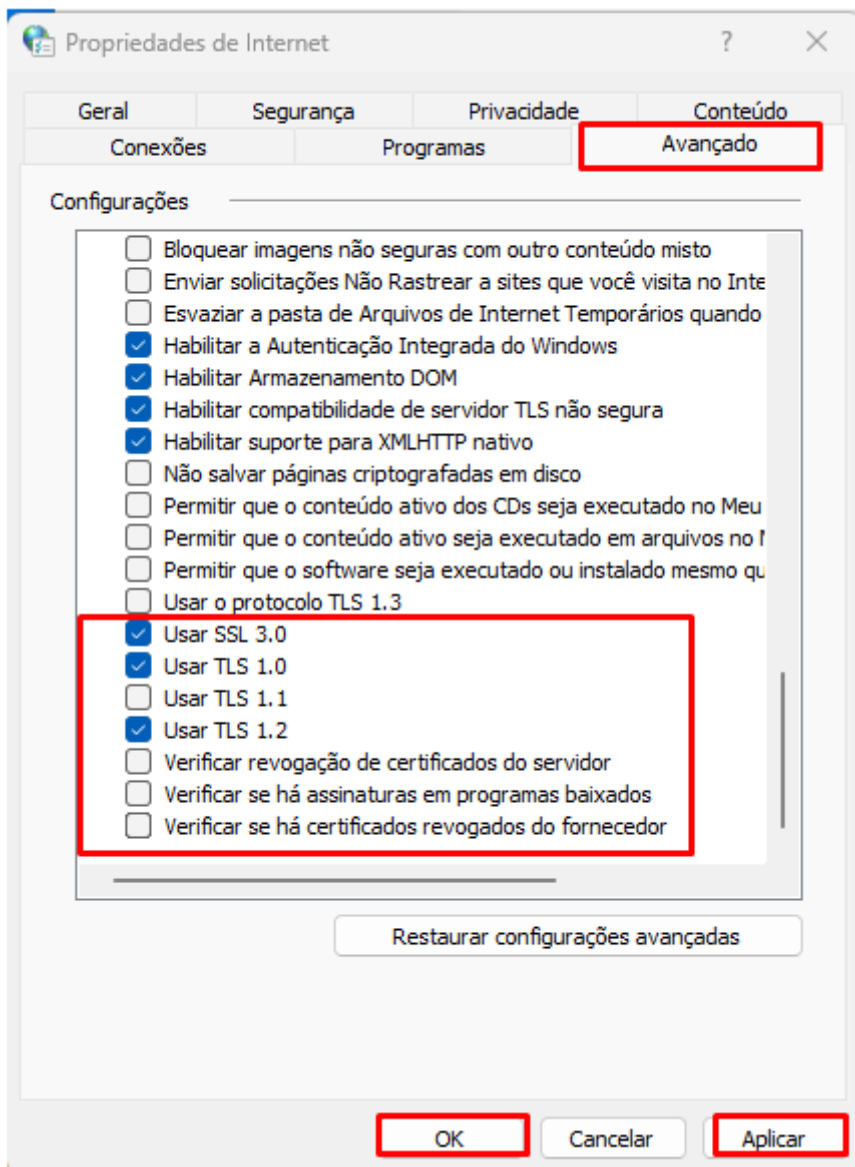 Propriedades de Internet
?
Geral
Segurança
Privacidade
Conteúdo
Conexões
Programas
Avançado
Configurações
Bloquear imagens não seguras com outro conteúdo misto
Enviar solicitações Não Rastrear a sites que você visita no Inte
Esvaziar a pasta de Arquivos de Internet Temporários quando
Habilitar a Autenticação Integrada do Windows
Habilitar Armazenamento DOM
Habilitar compatibilidade de servidor TLS não segura
Habilitar suporte para XMLHTTP nativo
Não salvar páginas criptografadas em disco
Permitir que o conteúdo ativo dos CDs seja executado no Meu
Permitir que o conteúdo ativo seja executado em arquivos no
Permitir que o software seja executado ou instalado mesmo qu
Usar o protocolo TLS 1.3
Usar SSL 3.0
Usar TLS 1.0
Usar TLS 1.1
Usar TLS 1.2
Verificar revogação de certificados do servidor
Verificar se há assinaturas em programas baixados
Verificar se há certificados revogados do fornecedor
Restaurar configurações avançadas
OK
Cancelar
Aplicar